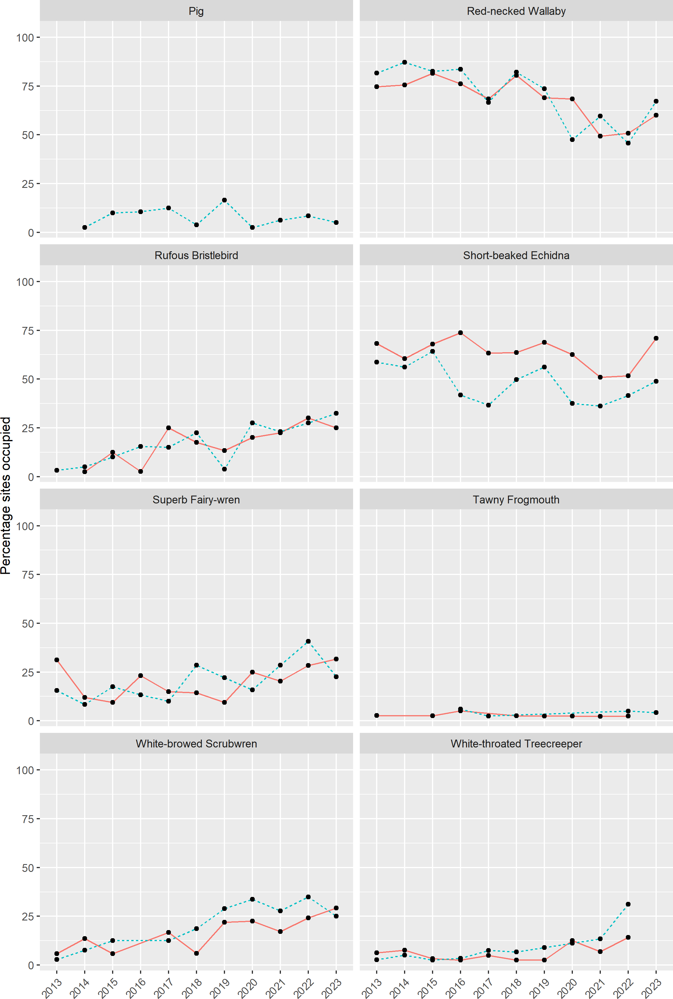 Pig
Red-necked Wallaby
100
75
50
25
0
Rufous Bristlebird
Short-beaked Echidna
100
75
50
25
0
Percentage sites occupied
Superb Fairy-wren
Tawny Frogmouth
100
75
50
25
0
White-browed Scrubwren
White-throated Treecreeper
100
75
50
25
0
2013 2014 2015 2016 2017 2018 2019 2020 2021 2022 2023
2013 2014 2015 2016 2017 2018 2019 2020 2021 2022 2023